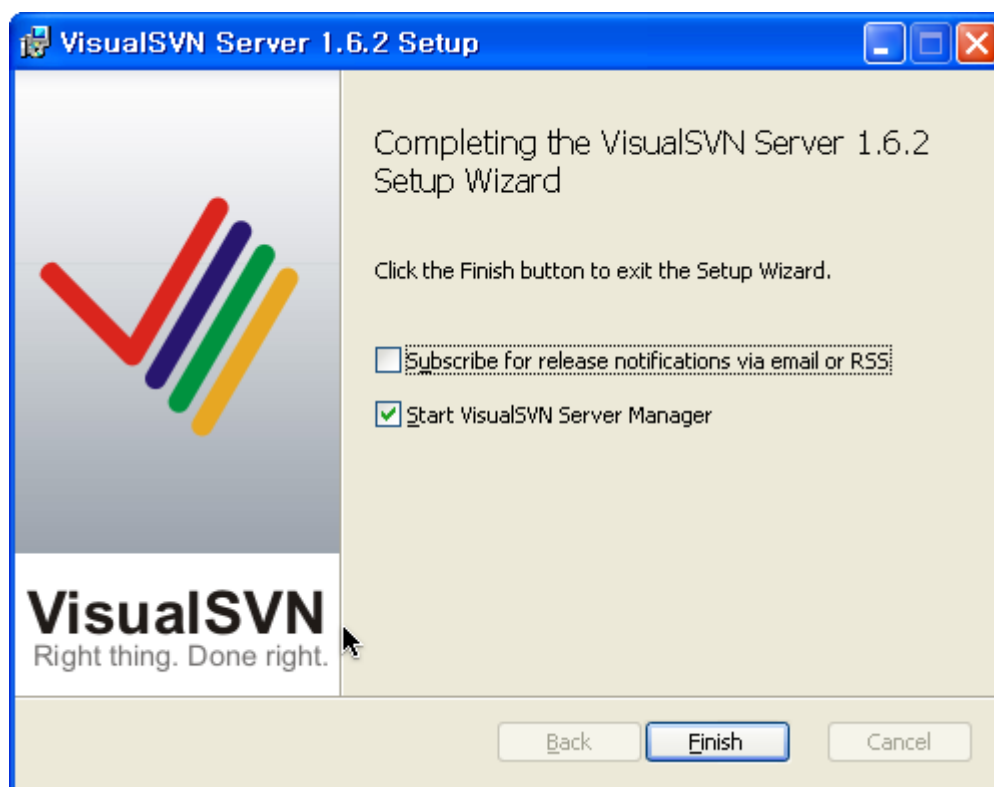 VisualSVN Server 1.6.2 Setup
Completing the VisualSVN Server 1.6.2
Setup Wizard
Click the Finish button to exit the Setup Wizard.
Subscribe for release notifications via email or RSS
Start VisualSVN Server Manager
VisualSVN
Right thing. Done right.
Back
Finish
Cancel